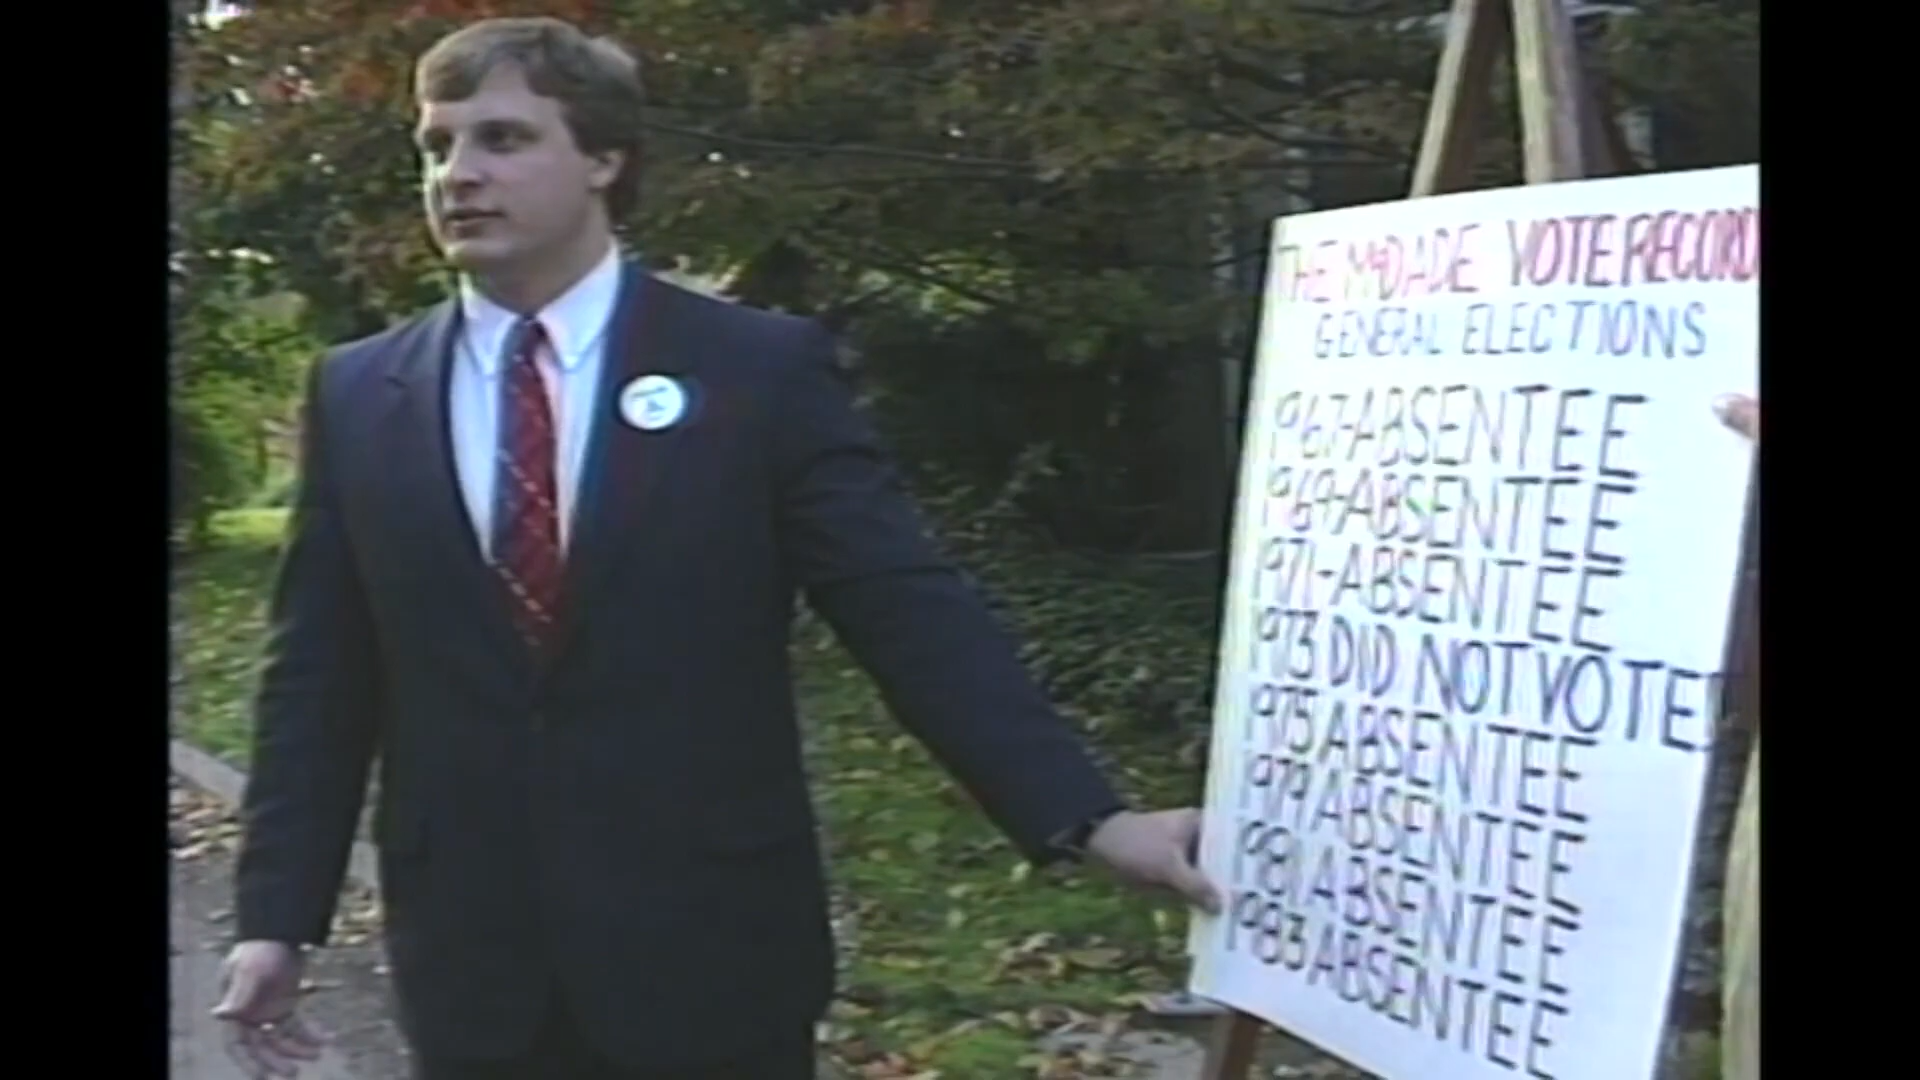 THE McDADE VOTE RECORD
GENERAL ELECTIONS
1967-ABSENTEE
1969-ABSENTEE
1971-ABSENTEE
1973 DID NOT VOTE
1975 ABSENTEE
1979 ABSENTEE
1981 ABSENTEE
1983 ABSENTEE